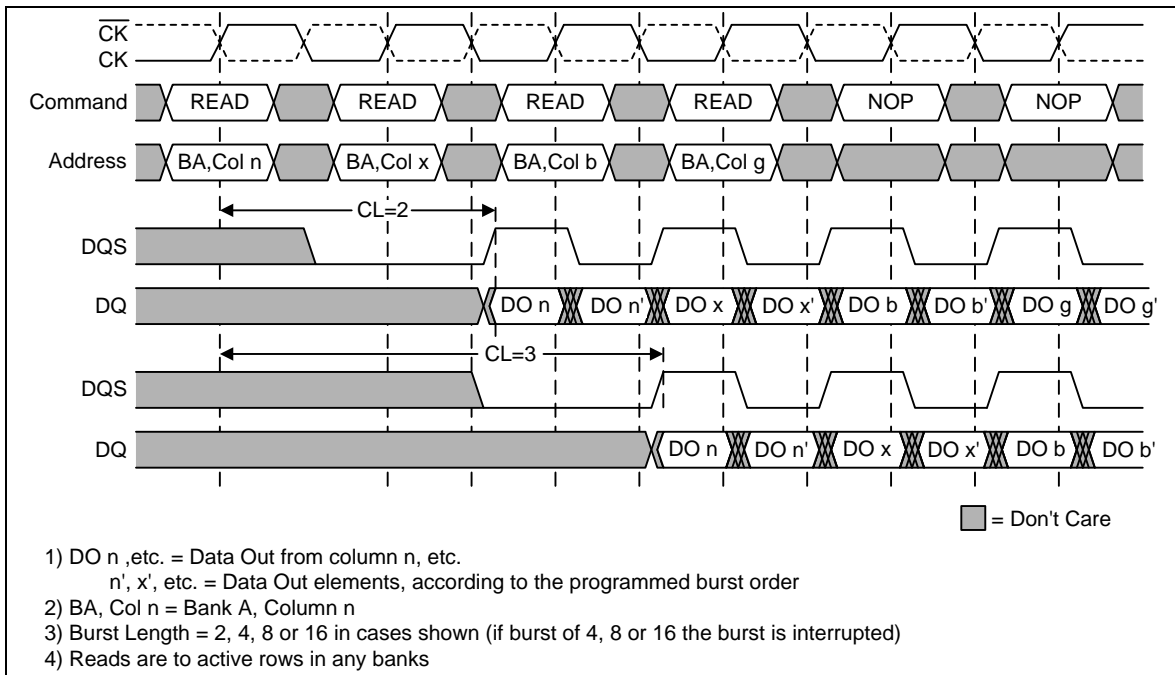 CK
CK
Command READ READ READ READ NOP NOP
Address BA,Col n BA,Col x BA,Col b BA,Col g
CL=2
DQS
DQ DO n DO n' DO x DO x' DO b DO b' DO g DO g'
CL=3
DQS
DQ DO n DO n' DO x DO x' DO b DO b'
= Don't Care
1) DO n ,etc. = Data Out from column n, etc.
n', x', etc. = Data Out elements, according to the programmed burst order
2) BA, Col n = Bank A, Column n
3) Burst Length = 2, 4, 8 or 16 in cases shown (if burst of 4, 8 or 16 the burst is interrupted)
4) Reads are to active rows in any banks